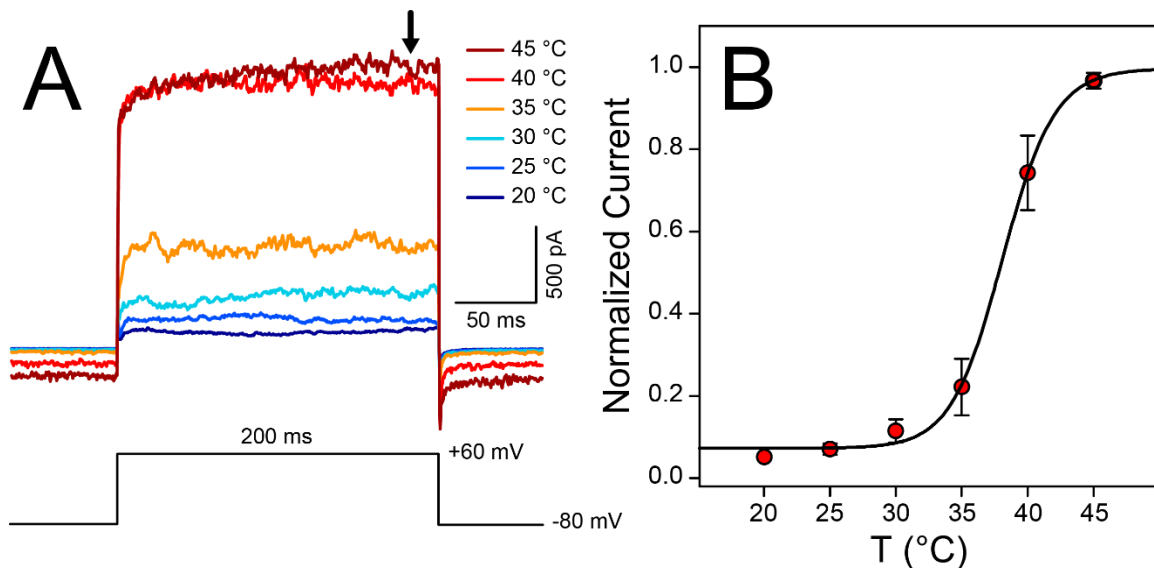 A
45 °C
40 °C
35 °C
30 °C
25 °C
20 °C
500 pA
50 ms
200 ms
+60 mV
-80 mV
B
Normalized Current
1.0
0.8
0.6
0.4
0.2
0.0
20 25 30 35 40 45
T (°C)